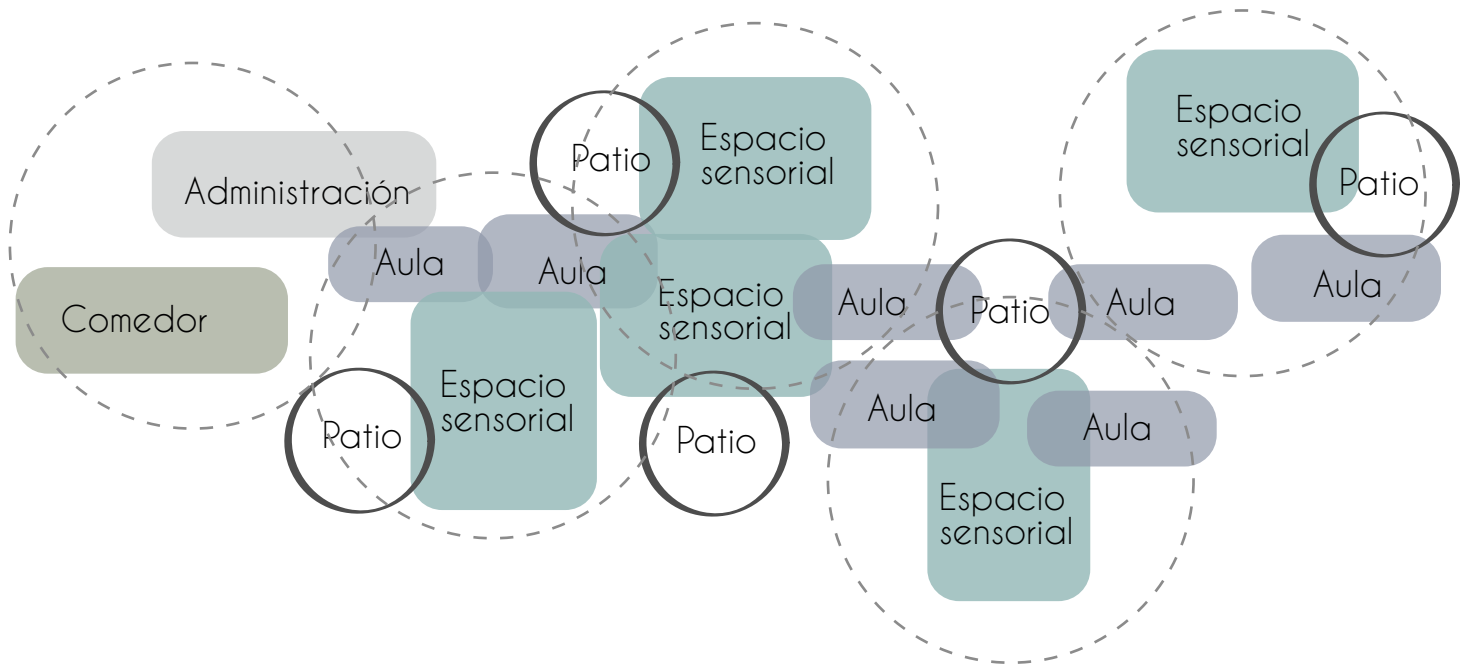 Administración
Comedor
Aula
Patio
Espacio
sensorial
Aula
Patio
Espacio
sensorial
Espacio
sensorial
Patio
Aula
Patio
Aula
Aula
Aula
Espacio
sensorial
Espacio
sensorial
Patio
Aula